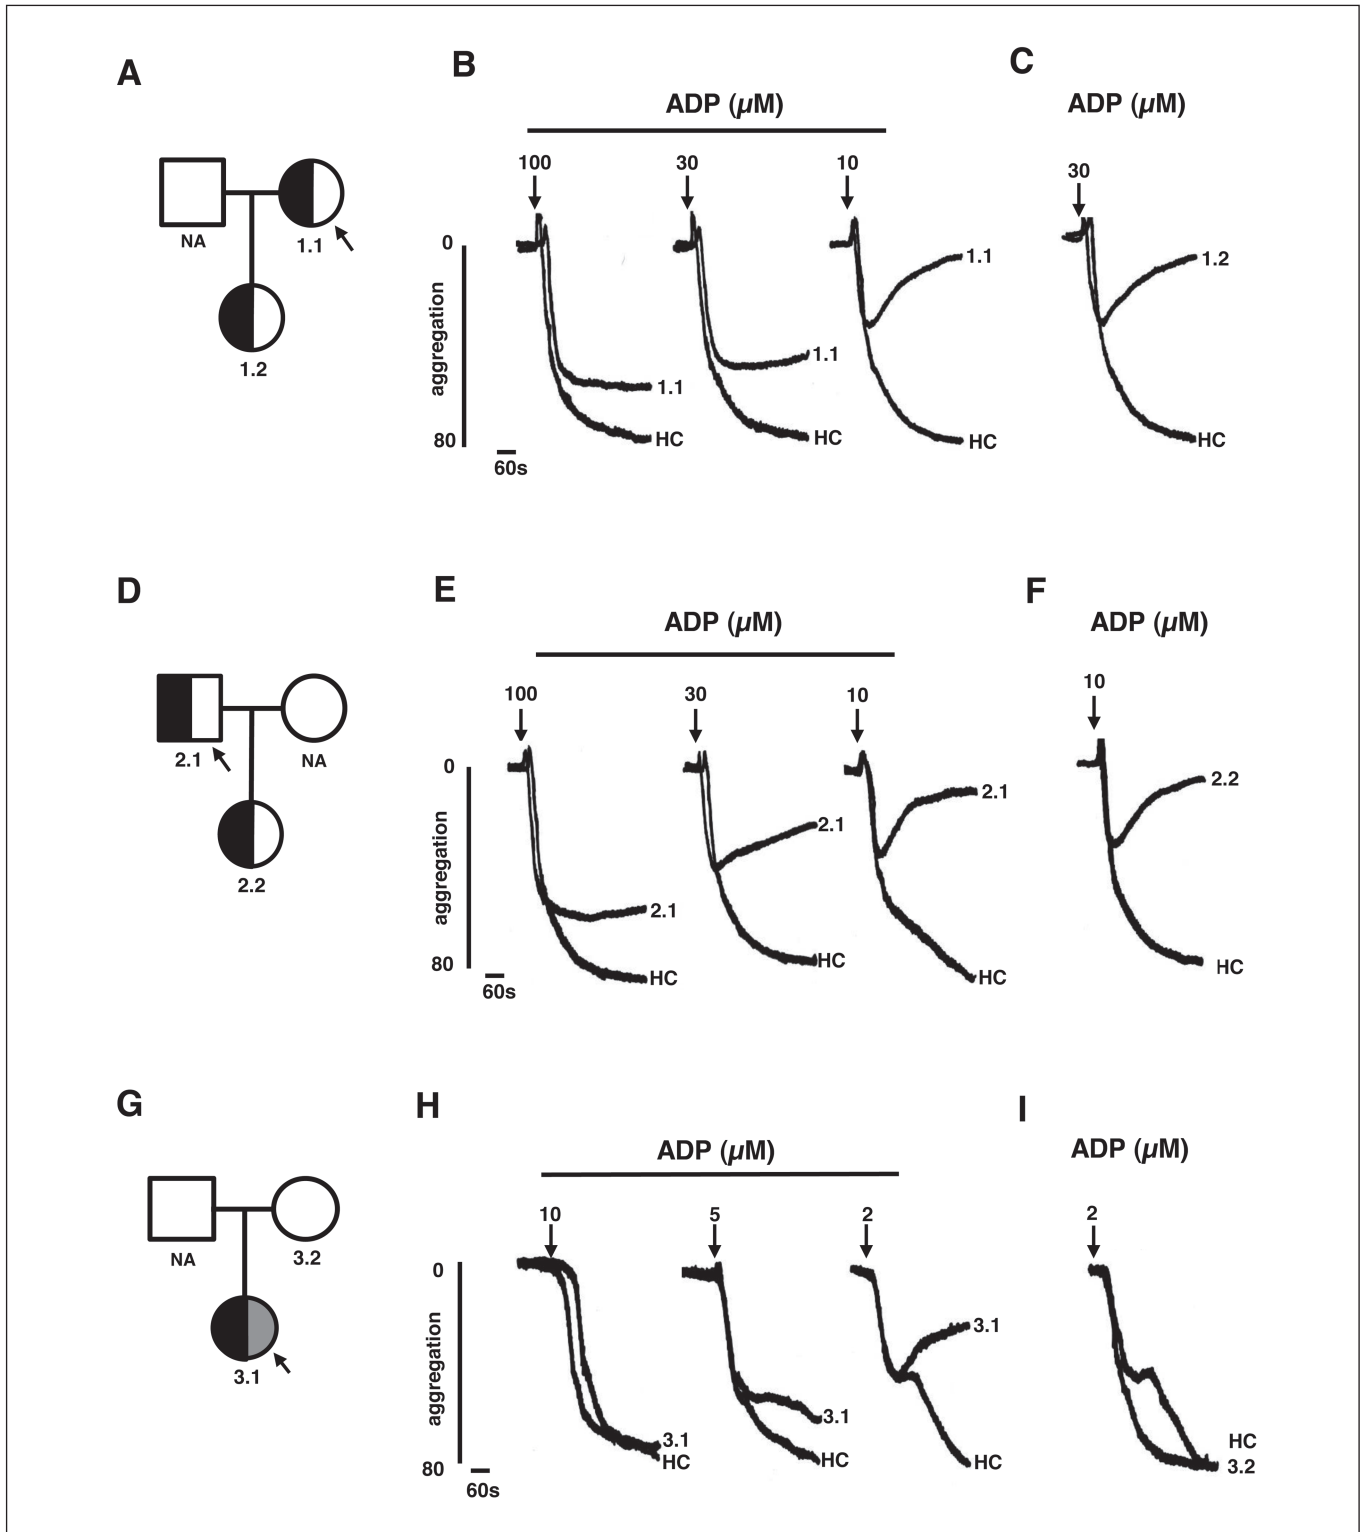 A
B
C
ADP (µM)
ADP (µM)
100
30
10
30
NA
1.1
1.2
0
aggregation
80
60s
1.1
HC
1.1
HC
1.1
HC
1.2
HC
D
E
F
ADP (µM)
ADP (µM)
100
30
10
10
2.1
NA
2.2
0
aggregation
80
60s
2.1
HC
2.1
HC
2.1
HC
2.2
HC
G
H
I
ADP (µM)
ADP (µM)
10
5
2
2
NA
3.2
3.1
0
aggregation
80
60s
3.1
HC
3.1
HC
3.1
HC
HC
3.2